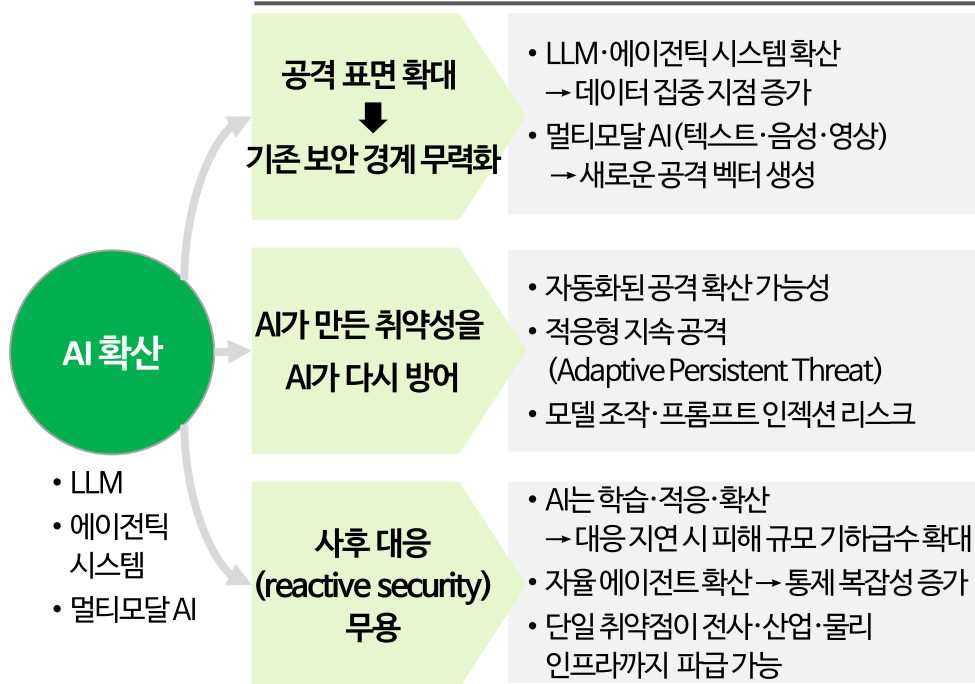 공격 표면 확대
기존 보안 경계 무력화
• LLM·에이전틱 시스템 확산
→ 데이터 집중 지점 증가
• 멀티모달 AI(텍스트·음성·영상)
→ 새로운 공격 벡터 생성
AI 확산
• LLM
• 에이전틱
시스템
• 멀티모달 AI
AI가 만든 취약성을
AI가 다시 방어
• 자동화된 공격 확산 가능성
• 적응형 지속 공격
(Adaptive Persistent Threat)
• 모델 조작·프롬프트 인젝션 리스크
사후 대응
(reactive security)
무용
• AI는 학습·적응·확산
→ 대응 지연 시 피해 규모 기하급수 확대
• 자율 에이전트 확산 → 통제 복잡성 증가
• 단일 취약점이 전사·산업·물리
인프라까지 파급 가능